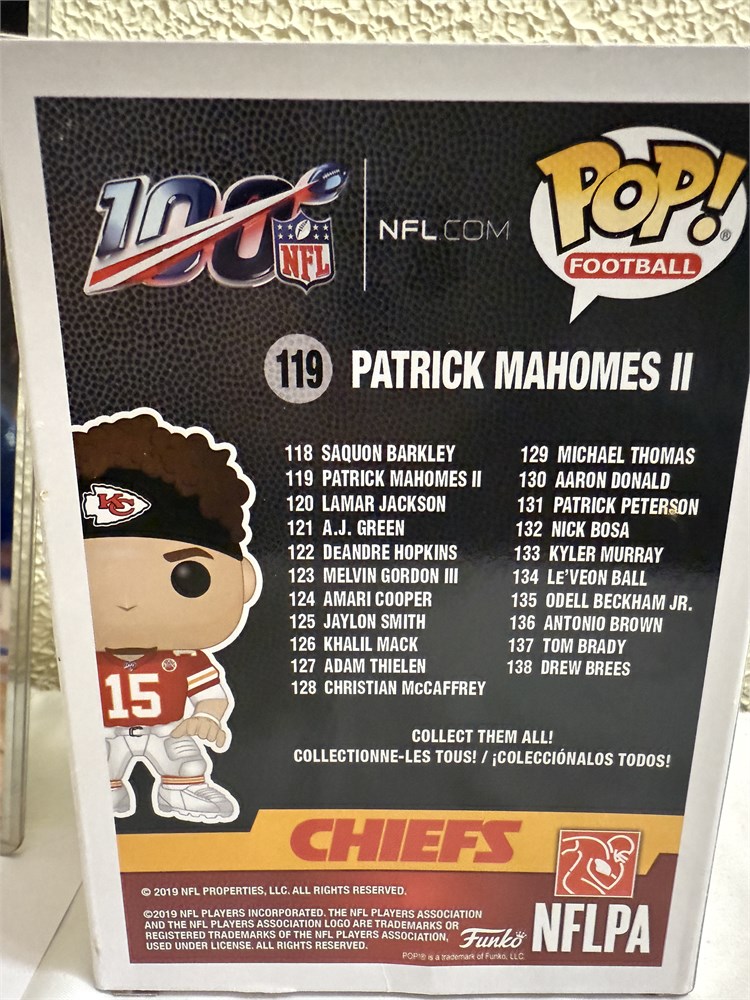 100
NFL
NFL.COM
POP!®
FOOTBALL
119 PATRICK MAHOMES II
118 SAQUON BARKLEY
119 PATRICK MAHOMES II
120 LAMAR JACKSON
121 A.J. GREEN
122 DEANDRE HOPKINS
123 MELVIN GORDON III
124 AMARI COOPER
125 JAYLON SMITH
126 KHALIL MACK
127 ADAM THIELEN
128 CHRISTIAN McCAFFREY
129 MICHAEL THOMAS
130 AARON DONALD
131 PATRICK PETERSON
132 NICK BOSA
133 KYLER MURRAY
134 LE'VEON BALL
135 ODELL BECKHAM JR.
136 ANTONIO BROWN
137 TOM BRADY
138 DREW BREES
KC
15
COLLECT THEM ALL!
COLLECTIONNE-LES TOUS! / ¡COLECCIÓNALOS TODOS!
CHIEFS
© 2019 NFL PROPERTIES, LLC. ALL RIGHTS RESERVED.
©2019 NFL PLAYERS INCORPORATED. THE NFL PLAYERS ASSOCIATION
AND THE NFL PLAYERS ASSOCIATION LOGO ARE TRADEMARKS OR
REGISTERED TRADEMARKS OF THE NFL PLAYERS ASSOCIATION,
USED UNDER LICENSE. ALL RIGHTS RESERVED.
Funko
POP!® is a trademark of Funko, LLC
NFLPA